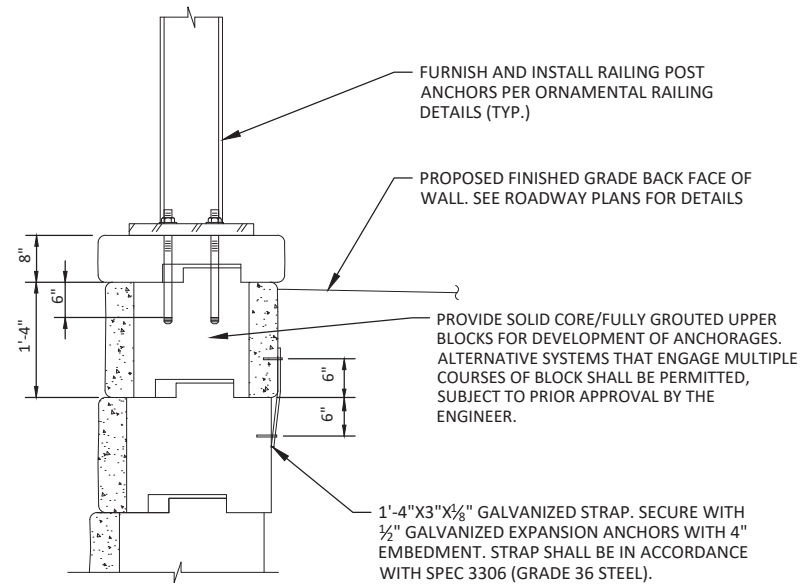 FURNISH AND INSTALL RAILING POST
ANCHORS PER ORNAMENTAL RAILING
DETAILS (TYP.)
PROPOSED FINISHED GRADE BACK FACE OF
WALL. SEE ROADWAY PLANS FOR DETAILS
8"
6"
1'-4"
PROVIDE SOLID CORE/FULLY GROUTED UPPER
BLOCKS FOR DEVELOPMENT OF ANCHORAGES.
ALTERNATIVE SYSTEMS THAT ENGAGE MULTIPLE
COURSES OF BLOCK SHALL BE PERMITTED,
SUBJECT TO PRIOR APPROVAL BY THE
ENGINEER.
6"
6"
1'-4"X3"X⅛" GALVANIZED STRAP. SECURE WITH
½" GALVANIZED EXPANSION ANCHORS WITH 4"
EMBEDMENT. STRAP SHALL BE IN ACCORDANCE
WITH SPEC 3306 (GRADE 36 STEEL).